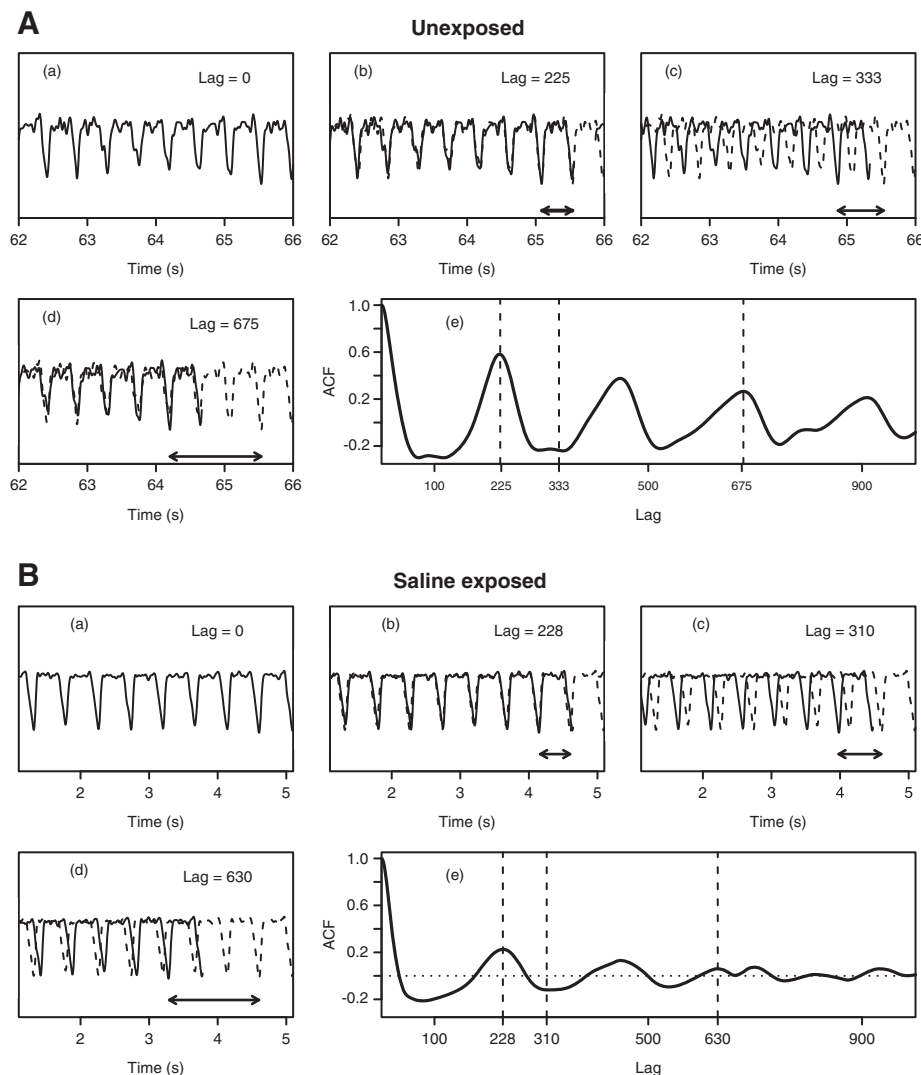 A
Unexposed
(a)
Lag = 0
62 63 64 65 66
Time (s)
(b)
Lag = 225
62 63 64 65 66
Time (s)
(c)
Lag = 333
62 63 64 65 66
Time (s)
(d)
Lag = 675
62 63 64 65 66
Time (s)
(e)
1.0
0.6
0.2
-0.2
ACF
100 225 333 500 675 900
Lag
B
Saline exposed
(a)
Lag = 0
2 3 4 5
Time (s)
(b)
Lag = 228
2 3 4 5
Time (s)
(c)
Lag = 310
2 3 4 5
Time (s)
(d)
Lag = 630
2 3 4 5
Time (s)
(e)
1.0
0.6
0.2
-0.2
ACF
100 228 310 500 630 900
Lag